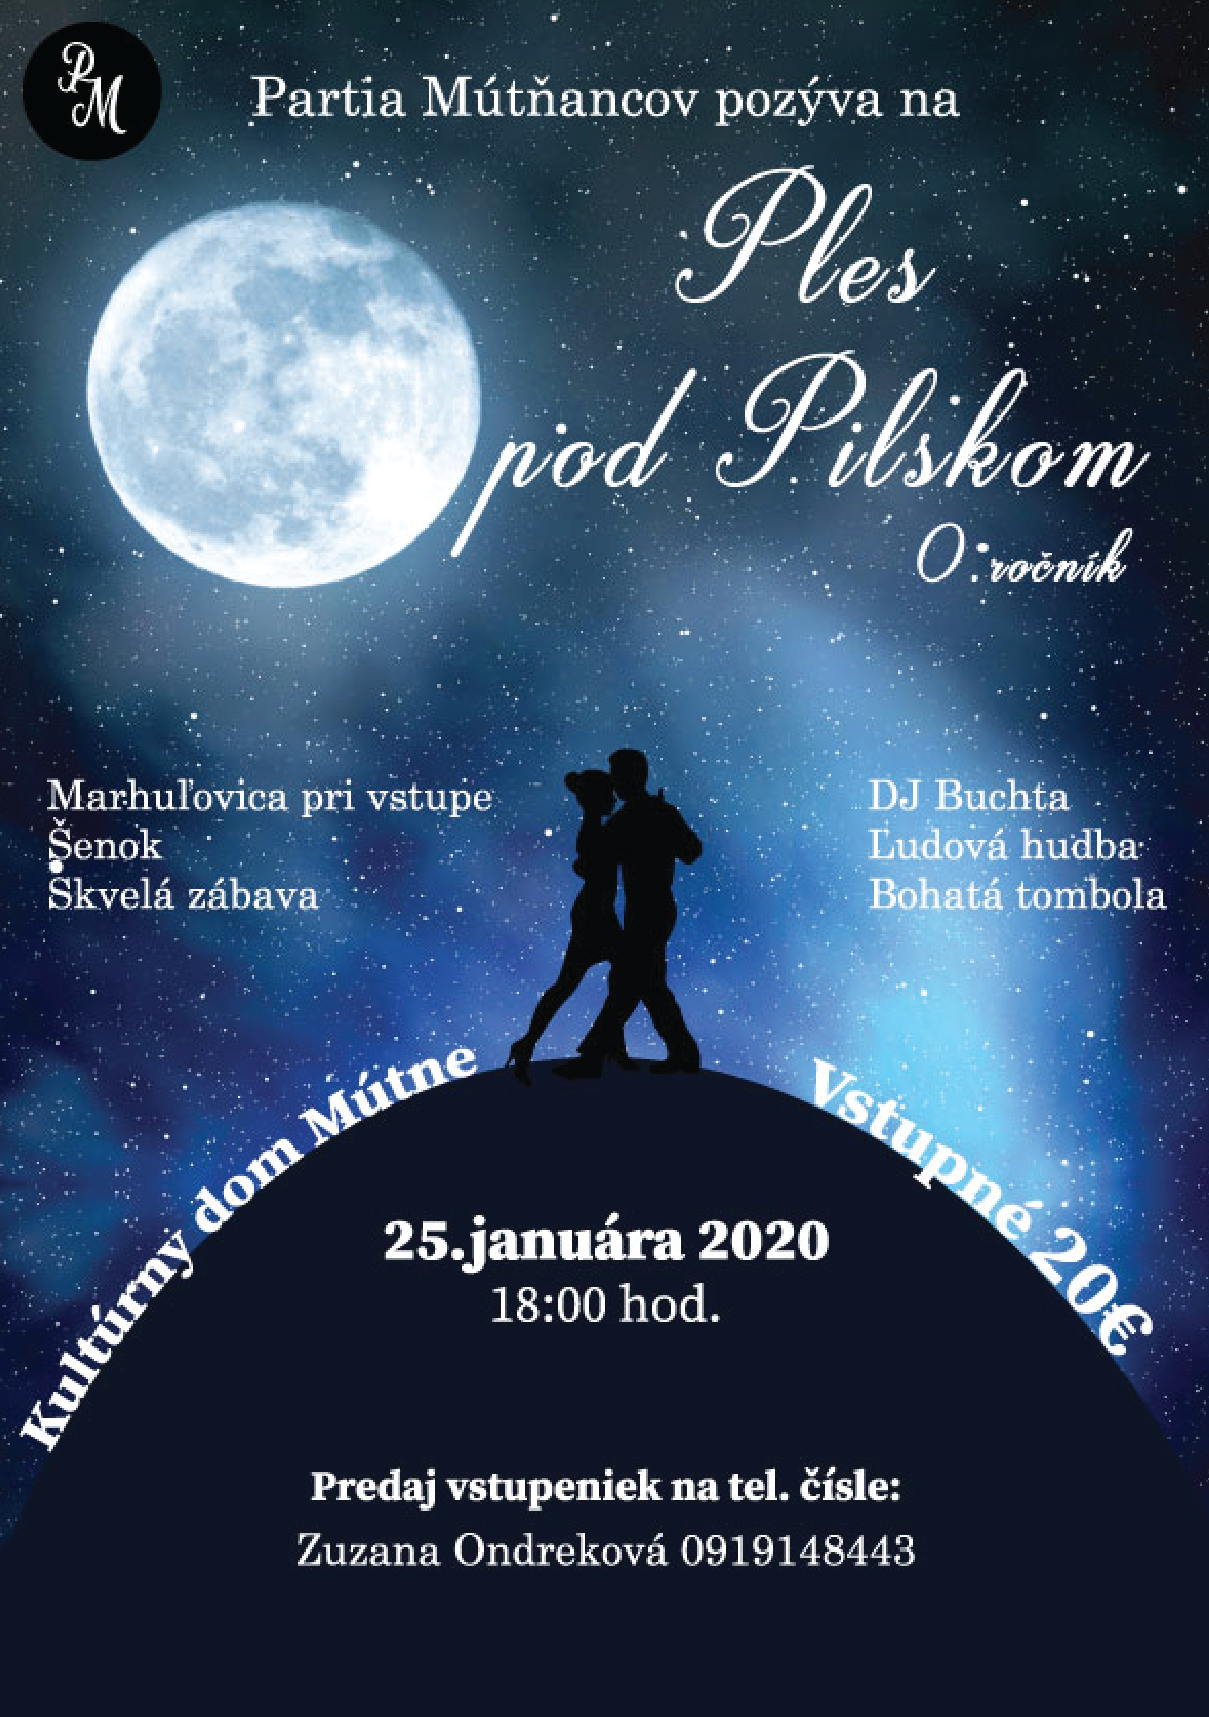 PM
Partia Mútňancov pozýva na
Ples
pod Pilskom
0.ročník
Marhuľovica pri vstupe
Šenok
Skvelá zábava
DJ Buchta
Ľudová hudba
Bohatá tombola
Kultúrny dom Mútne
Vstupné 20€
25.januára 2020
18:00 hod.
Predaj vstupeniek na tel. čísle:
Zuzana Ondreková 0919148443